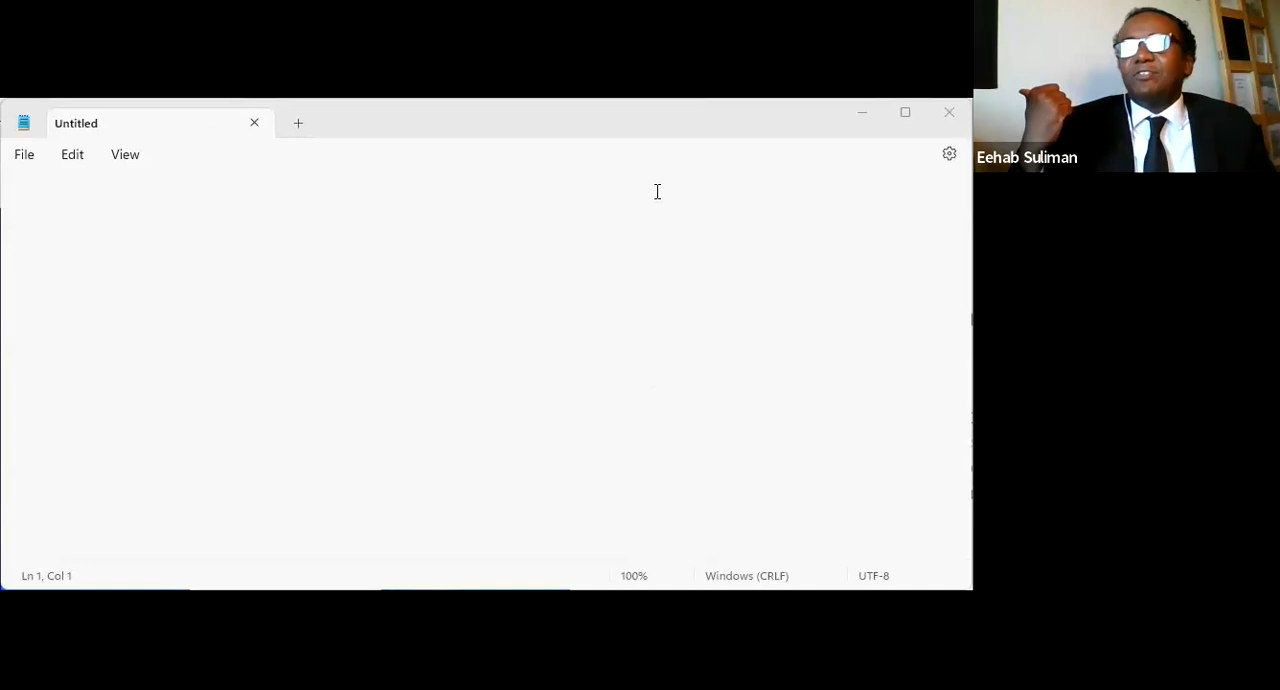 Untitled
File Edit View
Eehab Suliman
Ln 1, Col 1 100% Windows (CRLF) UTF-8